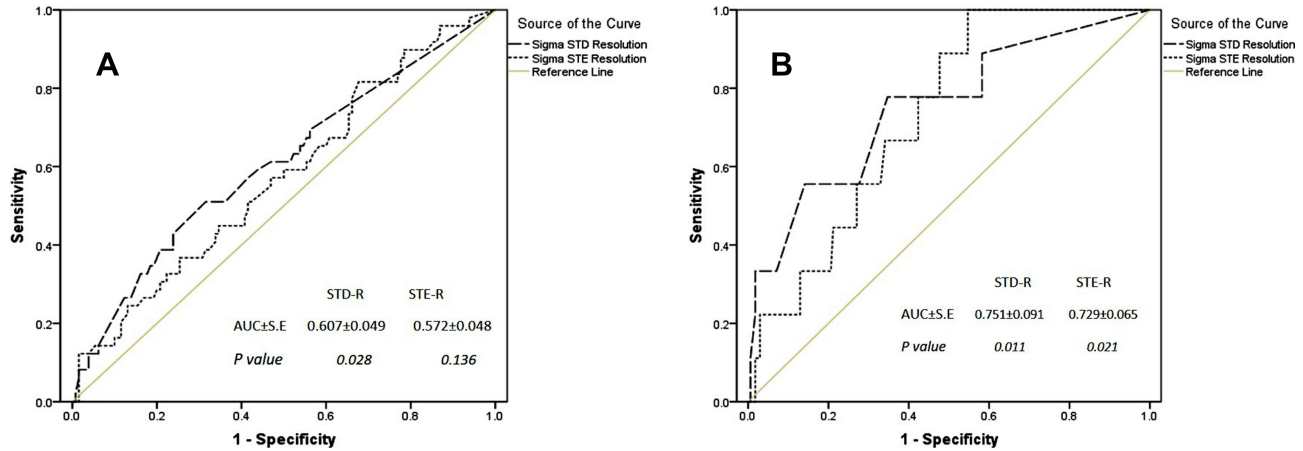 A
Source of the Curve
Sigma STD Resolution
Sigma STE Resolution
Reference Line
Sensitivity
1.0
0.8
0.6
0.4
0.2
0.0
STD-R STE-R
AUC±S.E 0.607±0.049 0.572±0.048
P value 0.028 0.136
0.0 0.2 0.4 0.6 0.8 1.0
1 - Specificity
B
Source of the Curve
Sigma STD Resolution
Sigma STE Resolution
Reference Line
Sensitivity
1.0
0.8
0.6
0.4
0.2
0.0
STD-R STE-R
AUC±S.E 0.751±0.091 0.729±0.065
P value 0.011 0.021
0.0 0.2 0.4 0.6 0.8 1.0
1 - Specificity